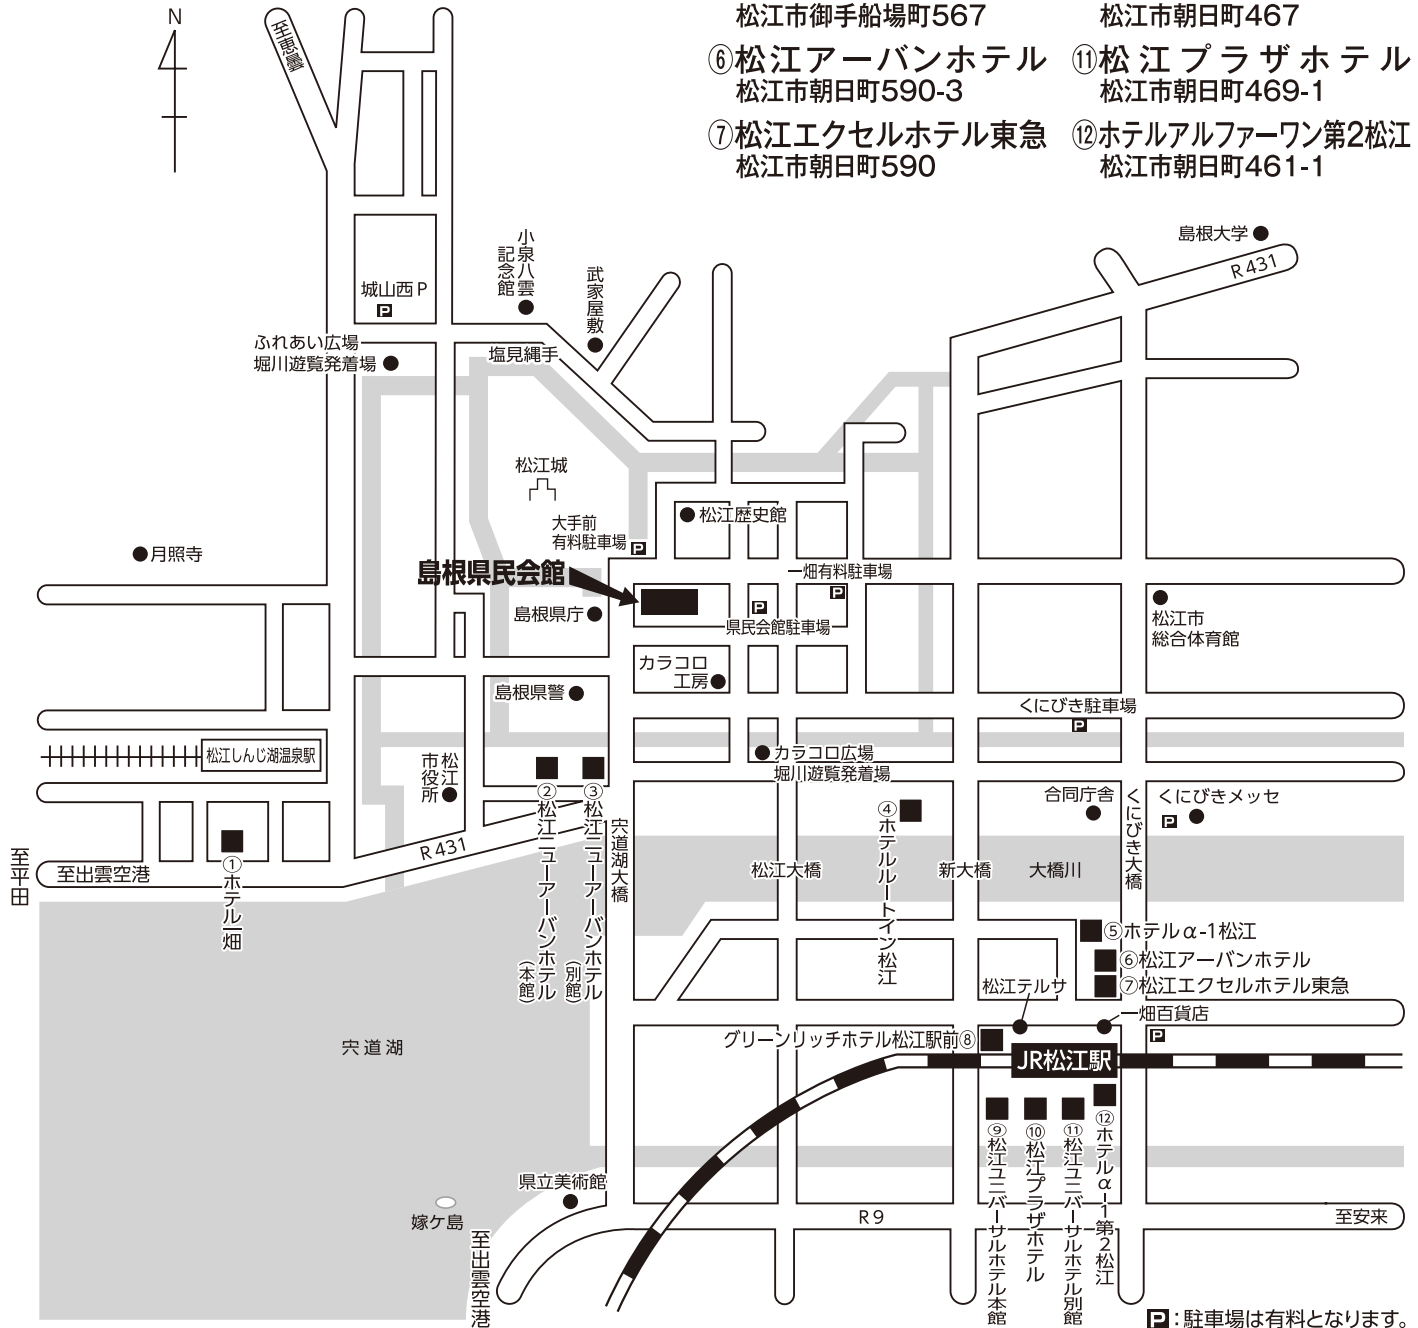 松江市御手船場町567
松江市朝日町467
⑥松江アーバンホテル
松江市朝日町590-3
⑪松江プラザホテル
松江市朝日町469-1
⑦松江エクセルホテル東急
松江市朝日町590
⑫ホテルアルファーワン第2松江
松江市朝日町461-1
N
至恵曇
島根大学
R431
小泉八雲
記念館
武家屋敷
城山西P
P
ふれあい広場
堀川遊覧発着場
塩見縄手
松江城
大手前
有料駐車場
P
松江歴史館
月照寺
島根県民会館
一畑有料駐車場
P
P
県民会館駐車場
島根県庁
松江市
総合体育館
カラコロ
工房
島根県警
くにびき駐車場
P
松江しんじ湖温泉駅
松江
市役所
カラコロ広場
堀川遊覧発着場
合同庁舎
くにびきメッセ
P
くにびき大橋
①ホテル一畑
②松江ニューアーバンホテル
(本館)
③松江ニューアーバンホテル
(別館)
宍道湖大橋
④ホテルルートイン松江
R431
至平田
至出雲空港
松江大橋
新大橋
大橋川
⑤ホテルα-1松江
⑥松江アーバンホテル
⑦松江エクセルホテル東急
松江テルサ
一畑百貨店
P
グリーンリッチホテル松江駅前⑧
JR松江駅
宍道湖
⑨松江ユニバーサルホテル本館
⑩松江プラザホテル
⑪松江ユニバーサルホテル別館
⑫ホテルα-1第2松江
県立美術館
嫁ケ島
至出雲空港
R9
至安来
P:駐車場は有料となります。